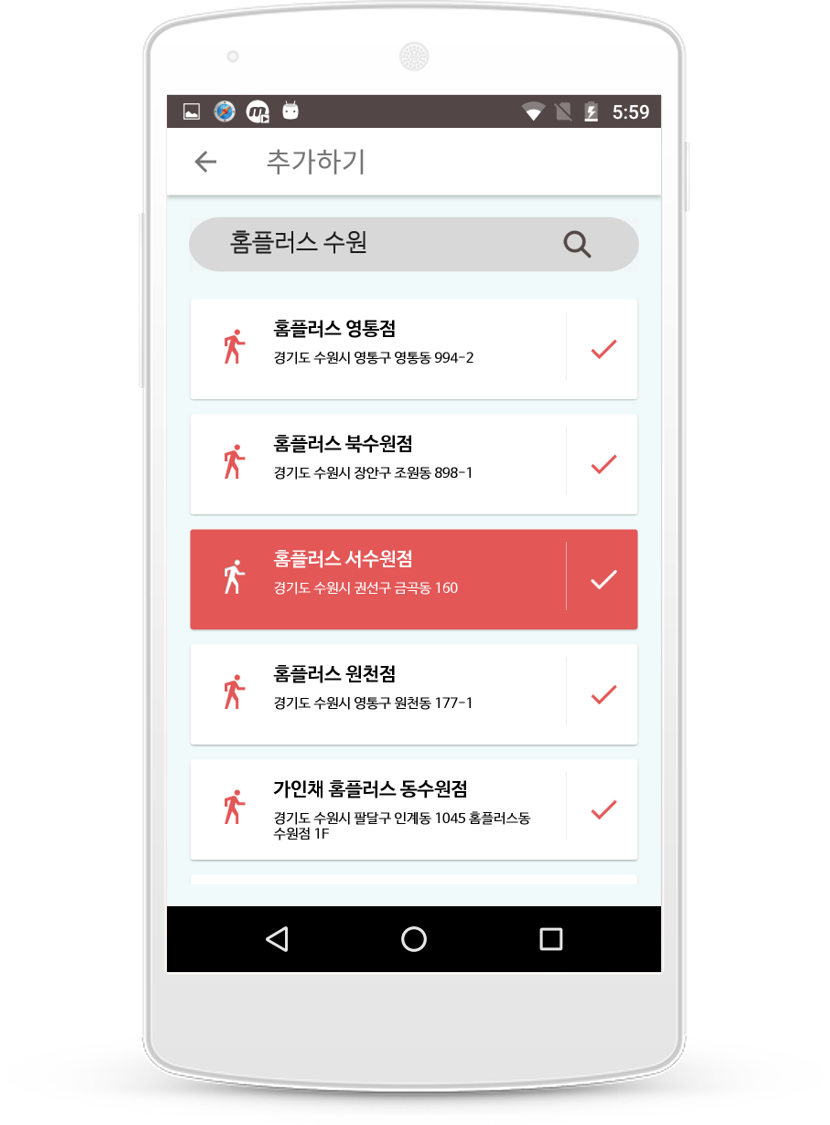 5:59
추가하기
홈플러스 수원
홈플러스 영통점
경기도 수원시 영통구 영통동 994-2
홈플러스 북수원점
경기도 수원시 장안구 조원동 898-1
홈플러스 서수원점
경기도 수원시 권선구 금곡동 160
홈플러스 원천점
경기도 수원시 영통구 원천동 177-1
가인채 홈플러스 동수원점
경기도 수원시 팔달구 인계동 1045 홈플러스동
수원점 1F